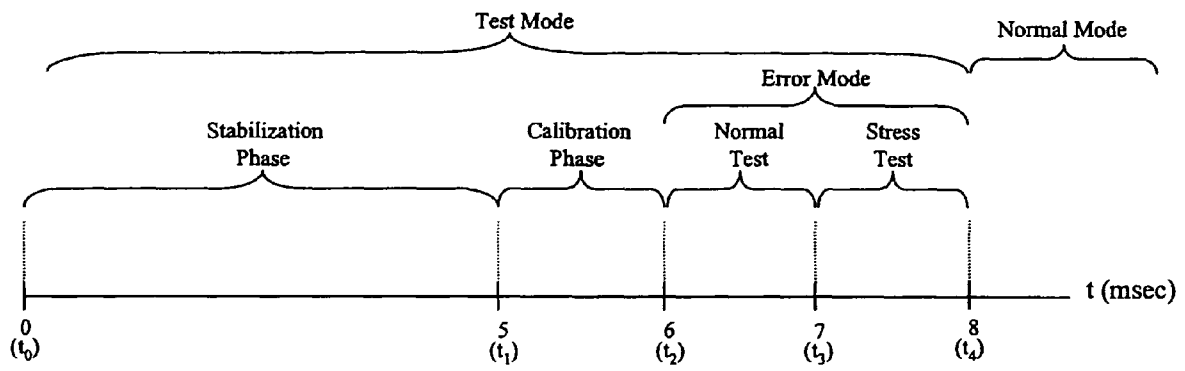 Test Mode
Normal Mode
Error Mode
Stabilization
Phase
Calibration
Phase
Normal
Test
Stress
Test
t (msec)
0
(t₀)
5
(t₁)
6
(t₂)
7
(t₃)
8
(t₄)